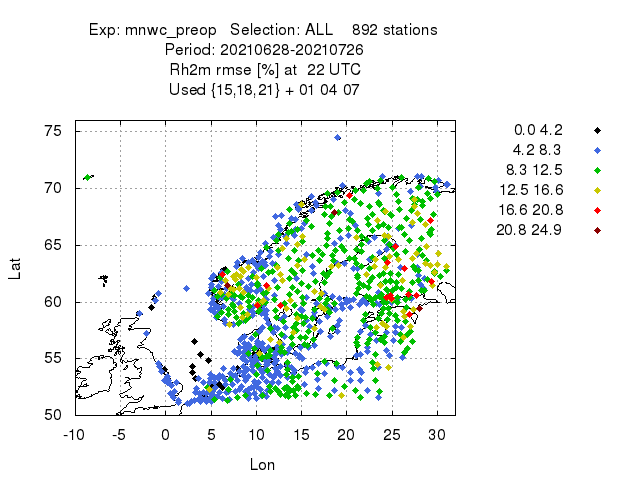 Exp: mnwc_preop Selection: ALL 892 stations
Period: 20210628-20210726
Rh2m rmse [%] at 22 UTC
Used {15,18,21} + 01 04 07
0.0 4.2
4.2 8.3
8.3 12.5
12.5 16.6
16.6 20.8
20.8 24.9
Lat
75
70
65
60
55
50
-10 -5 0 5 10 15 20 25 30
Lon